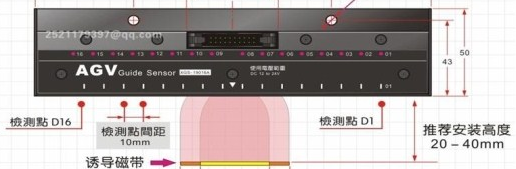 2521179397@qq.com
16 15 14 13 12 11 10 09 08 07 06 05 04 03 02 01
AGV Guide Sensor
使用電壓範圍
DC 12 to 24V
01
43
50
檢測點 D16
檢測點間距
10mm
檢測點 D1
推荐安装高度
20－40mm
诱导磁带